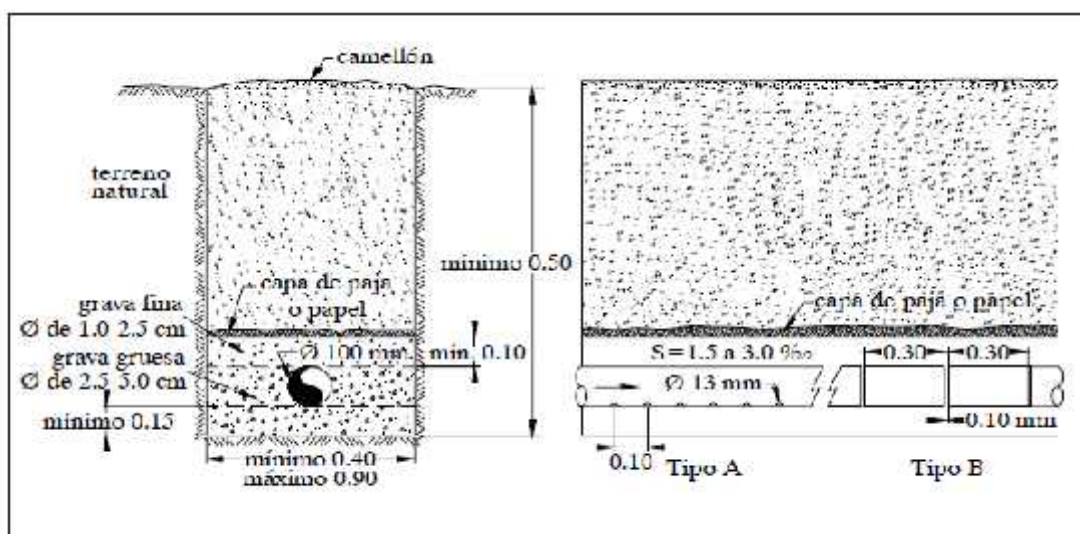 camellón
terreno
natural
mínimo 0.50
capa de paja
o papel
grava fina
Ø de 1.0 2.5 cm
grava gruesa
Ø de 2.5 5.0 cm
Ø 100 mm
min. 0.10
mínimo 0.15
mínimo 0.40
máximo 0.90
capa de paja o papel
S=1.5 a 3.0 ‰
0.30
0.30
Ø 13 mm
0.10 mm
0.10
Tipo A
Tipo B